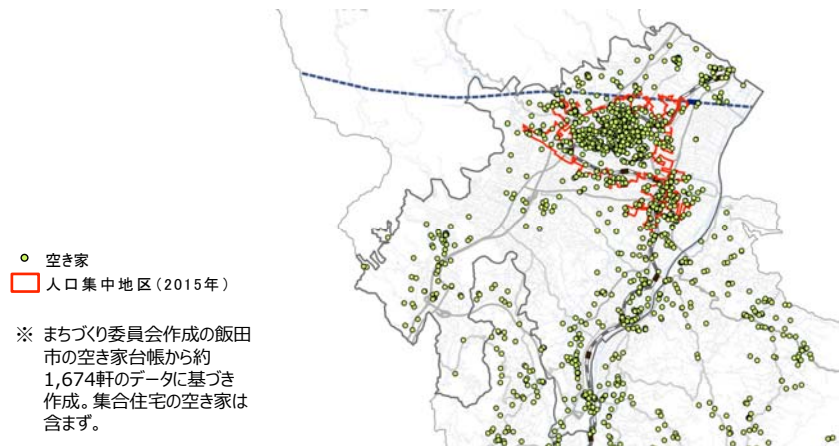 空き家
人口集中地区(2015年)
※ まちづくり委員会作成の飯田
市の空き家台帳から約
1,674軒のデータに基づき
作成。集合住宅の空き家は
含まず。